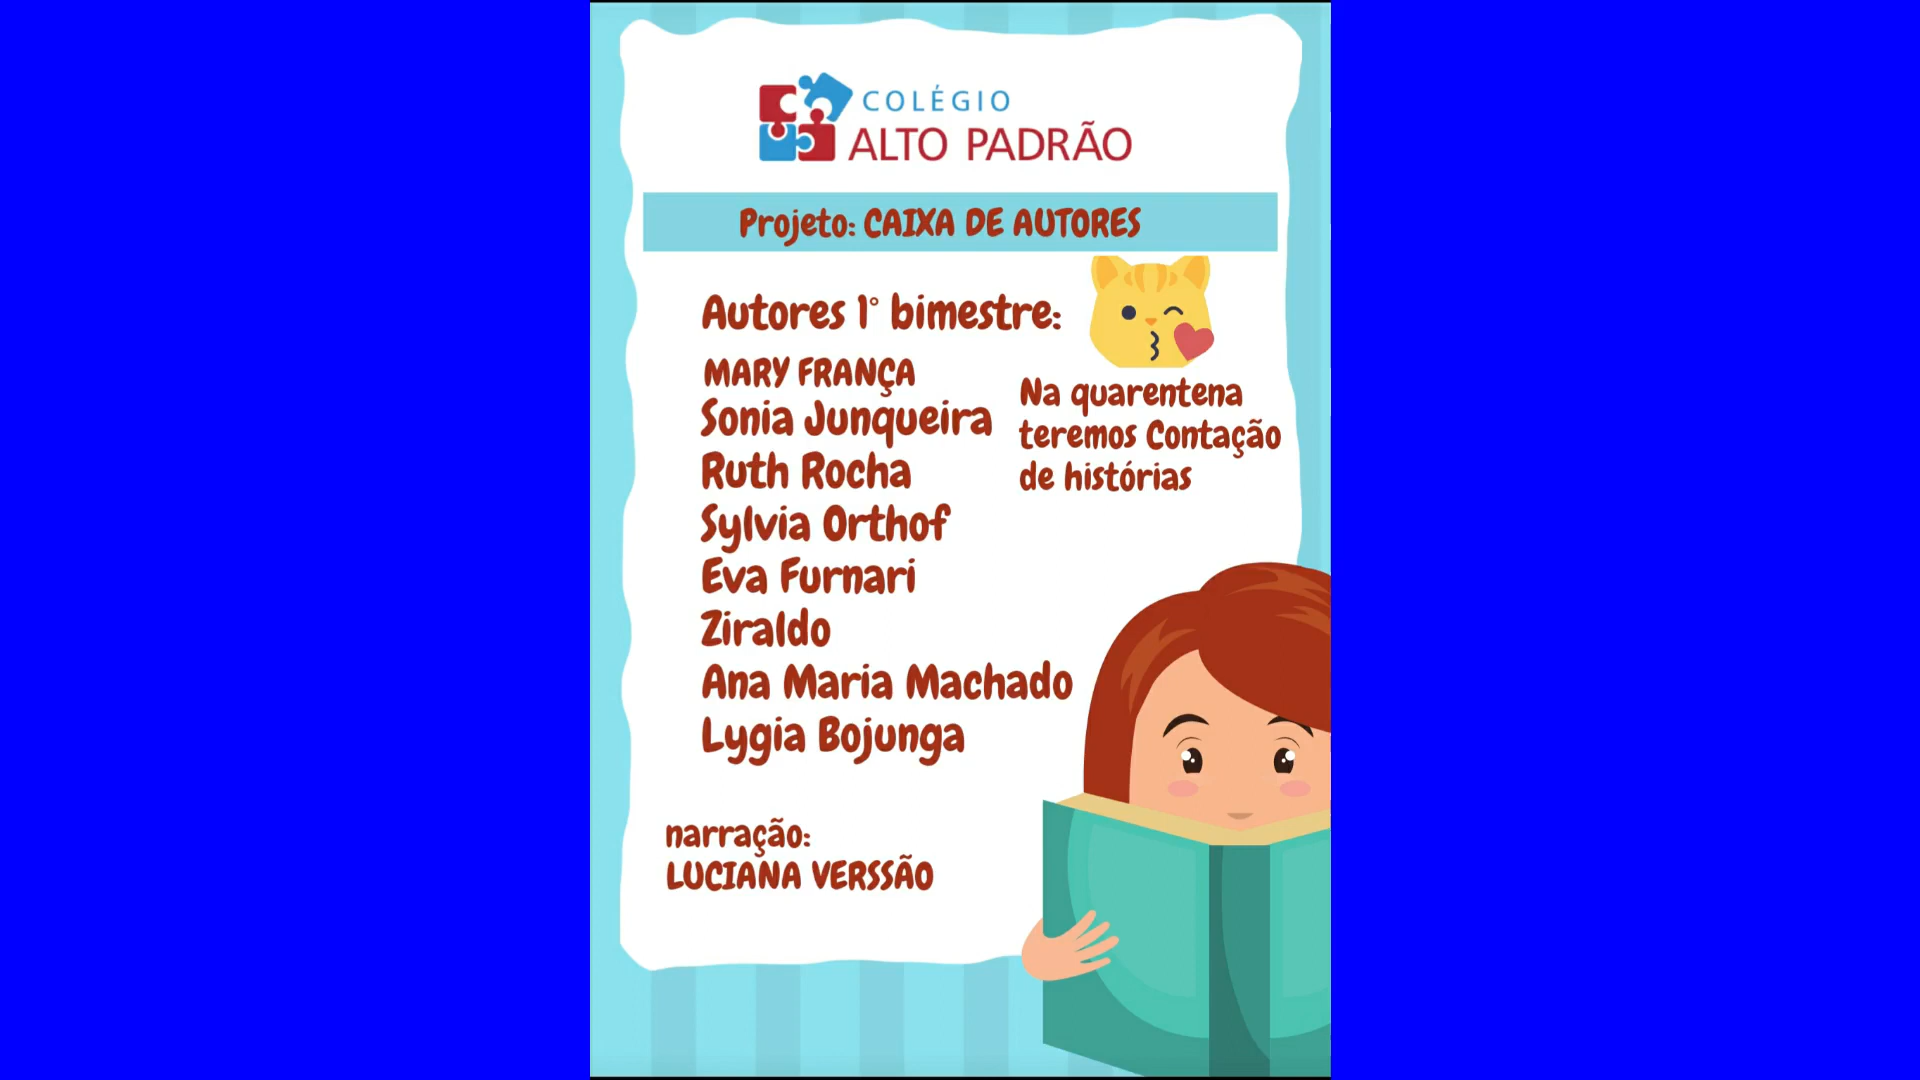 COLÉGIO
ALTO PADRÃO
Projeto: CAIXA DE AUTORES
Autores 1° bimestre:
MARY FRANÇA
Sonia Junqueira
Ruth Rocha
Sylvia Orthof
Eva Furnari
Ziraldo
Ana Maria Machado
Lygia Bojunga
Na quarentena
teremos Contação
de histórias
narração:
LUCIANA VERSSÃO